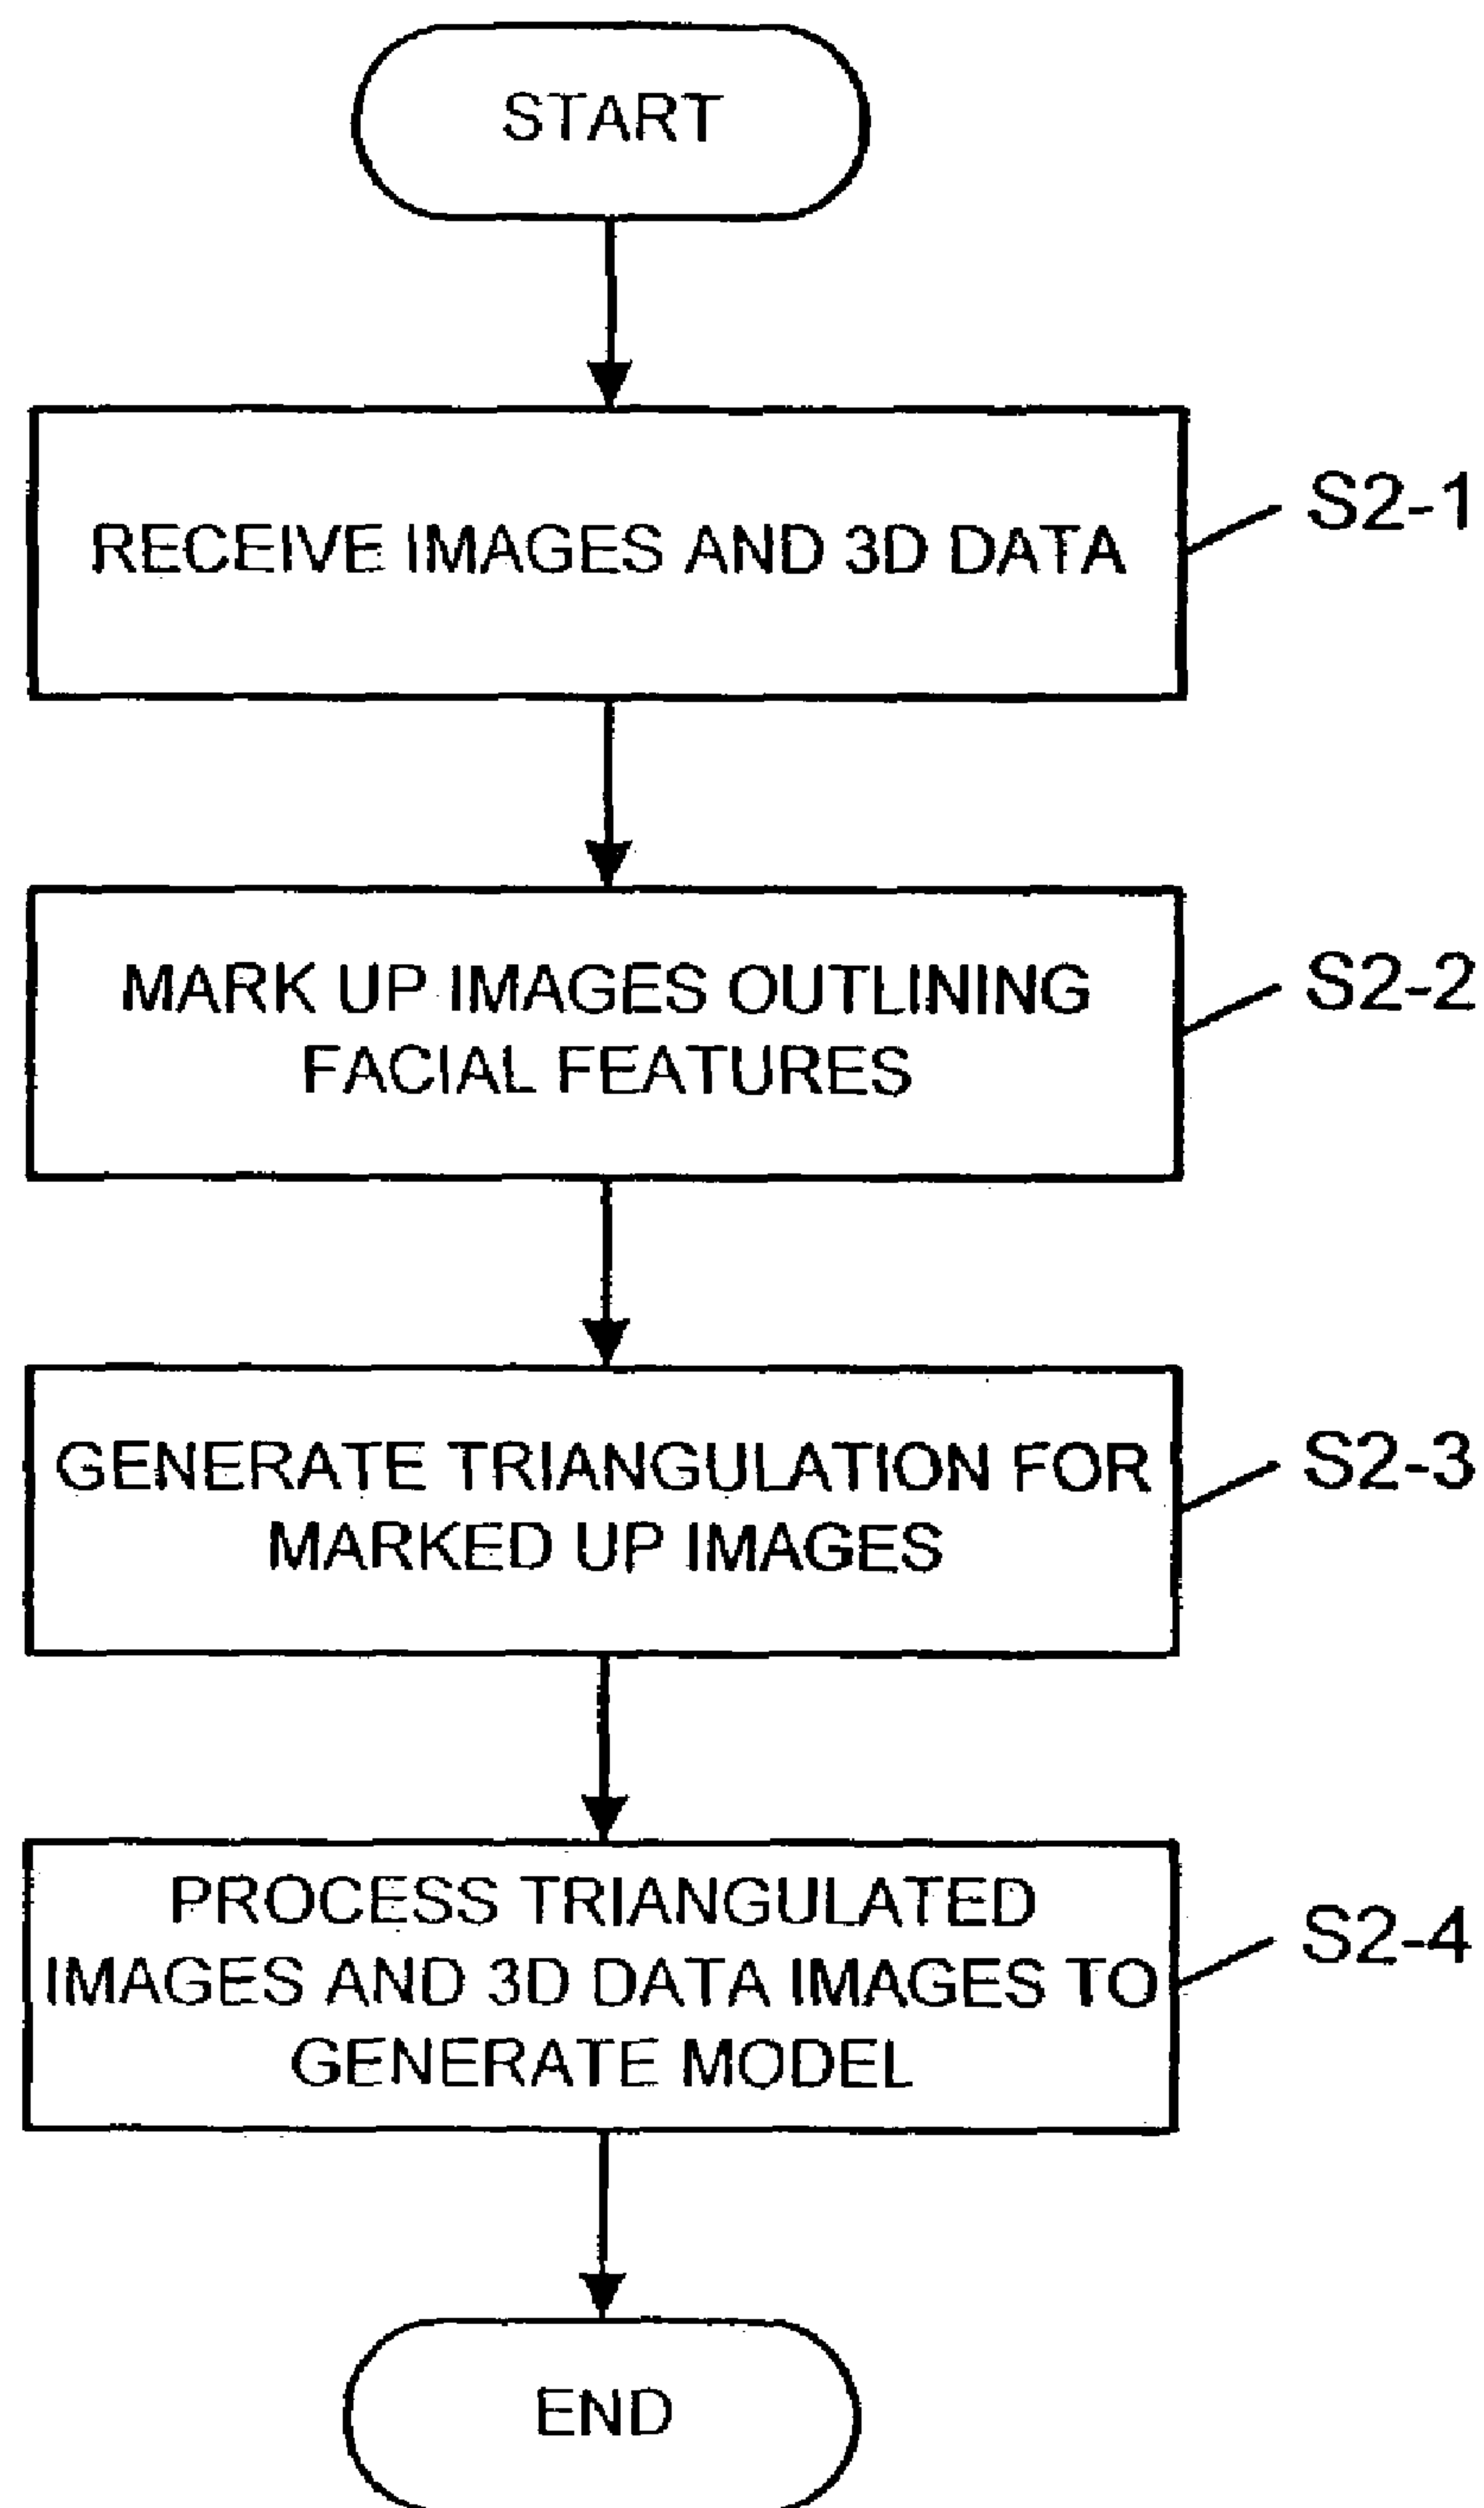 START
RECEIVE IMAGES AND 3D DATA
S2-1
MARK UP IMAGES OUTLINING
FACIAL FEATURES
S2-2
GENERATE TRIANGULATION FOR
MARKED UP IMAGES
S2-3
PROCESS TRIANGULATED
IMAGES AND 3D DATA IMAGES TO
GENERATE MODEL
S2-4
END